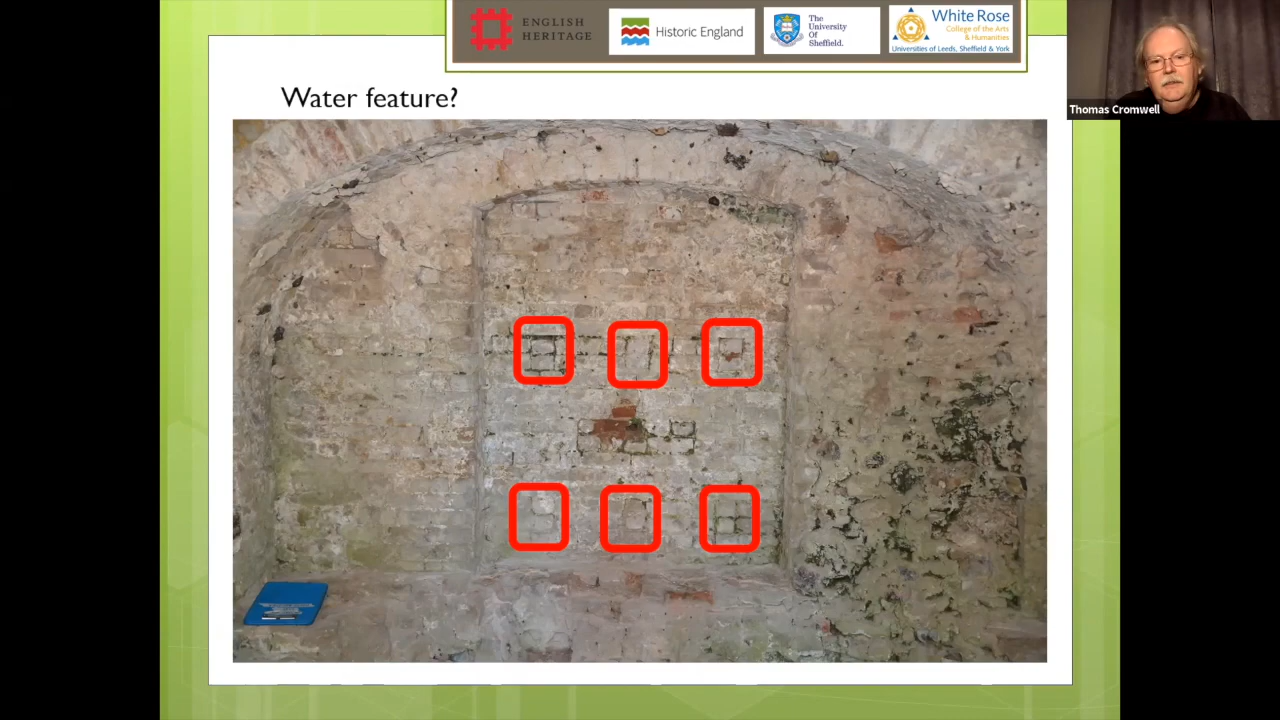 ENGLISH
HERITAGE
Historic England
The
University
Of
Sheffield.
White Rose
College of the Arts
& Humanities
Universities of Leeds, Sheffield & York
Thomas Cromwell
Water feature?